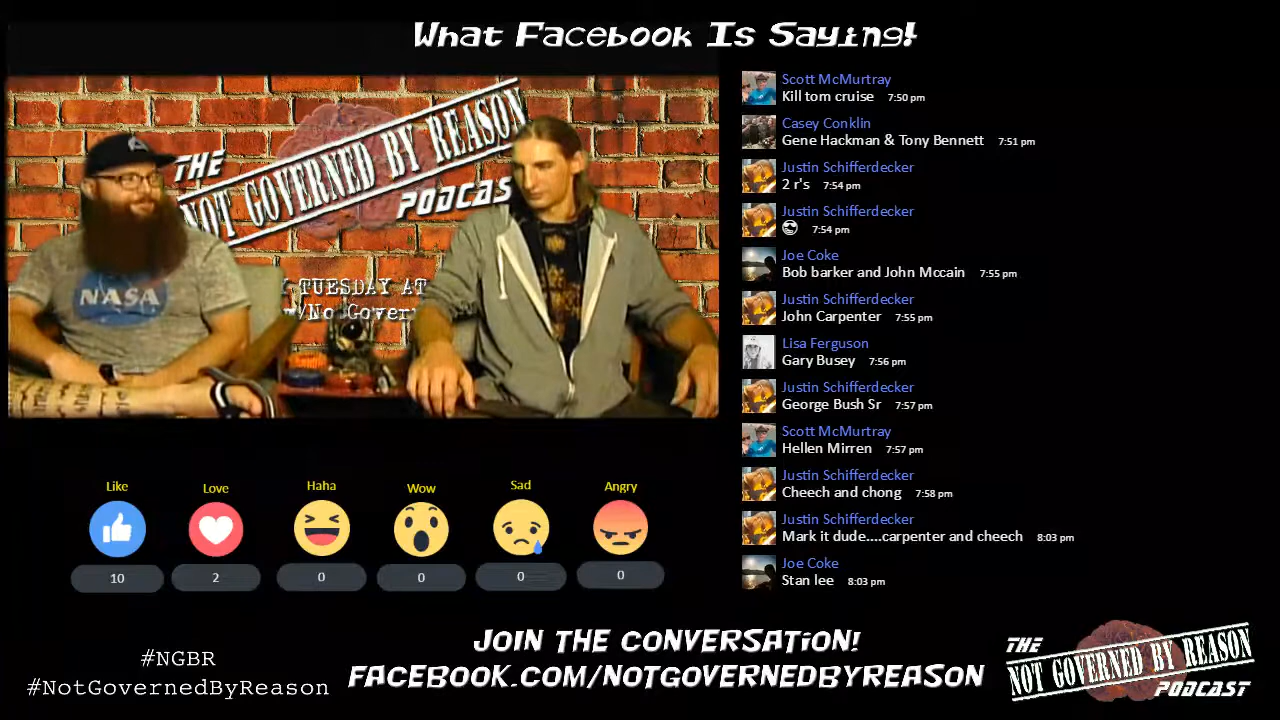 What Facebook Is Saying!
THE
NOT GOVERNED BY REASON
PODCAS
NASA
TUESDAY AT
/No Gover
Scott McMurtray
Kill tom cruise 7:50 pm
Casey Conklin
Gene Hackman & Tony Bennett 7:51 pm
Justin Schifferdecker
2 r's 7:54 pm
Justin Schifferdecker
😎 7:54 pm
Joe Coke
Bob barker and John Mccain 7:55 pm
Justin Schifferdecker
John Carpenter 7:55 pm
Lisa Ferguson
Gary Busey 7:56 pm
Justin Schifferdecker
George Bush Sr 7:57 pm
Scott McMurtray
Hellen Mirren 7:57 pm
Justin Schifferdecker
Cheech and chong 7:58 pm
Justin Schifferdecker
Mark it dude....carpenter and cheech 8:03 pm
Joe Coke
Stan lee 8:03 pm
Like Love Haha Wow Sad Angry
10 2 0 0 0 0
#NGBR
#NotGovernedByReason
JOIN THE CONVERSATION!
FACEBOOK.COM/NOTGOVERNEDBYREASON
THE
NOT GOVERNED BY REASON
PODCAST